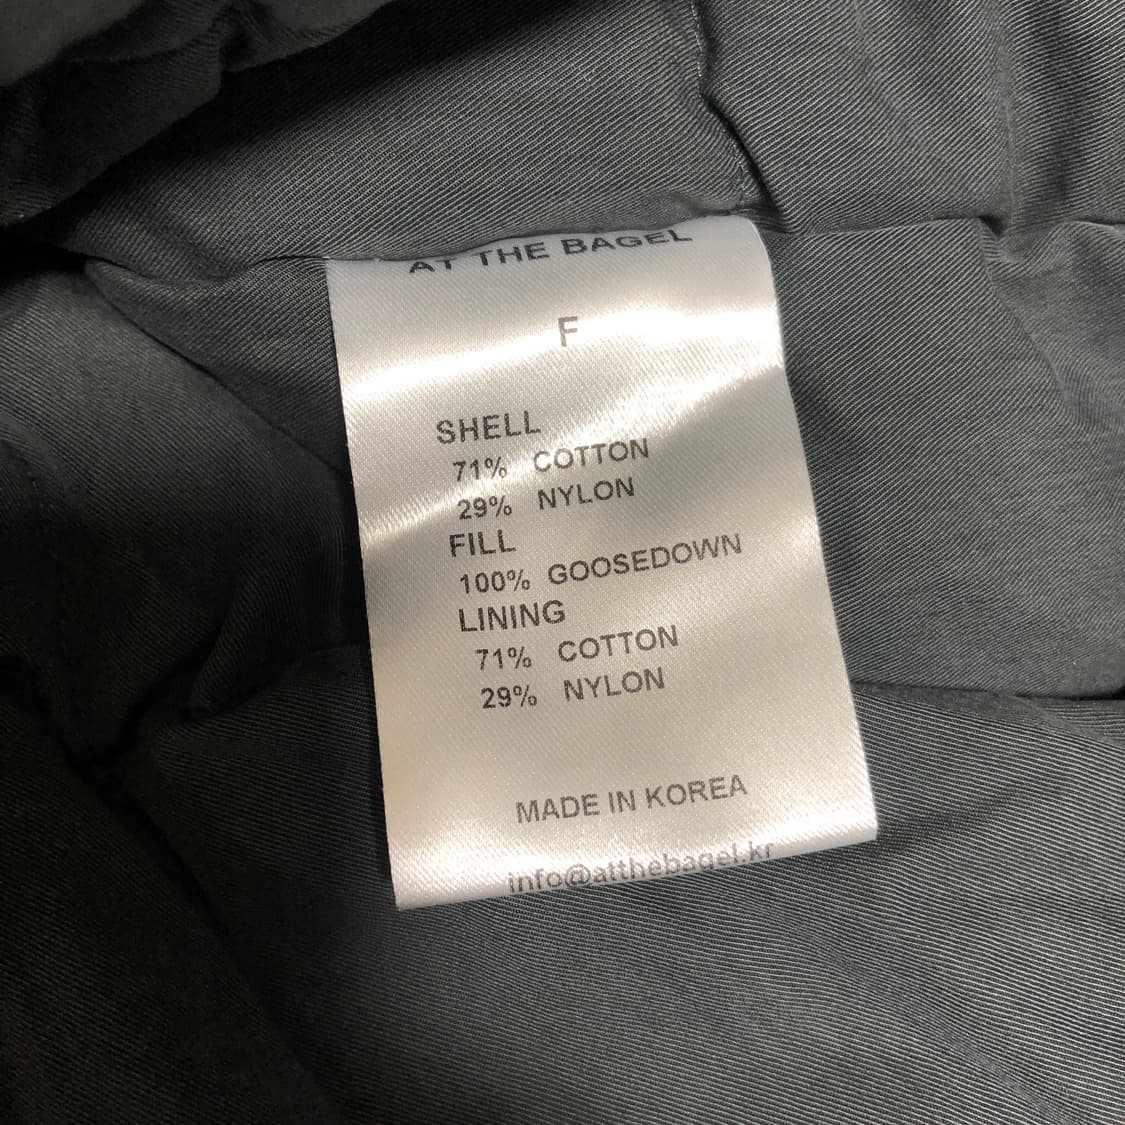 AT THE BAGEL
F
SHELL
71% COTTON
29% NYLON
FILL
100% GOOSEDOWN
LINING
71% COTTON
29% NYLON
MADE IN KOREA
info@atthebagel.kr